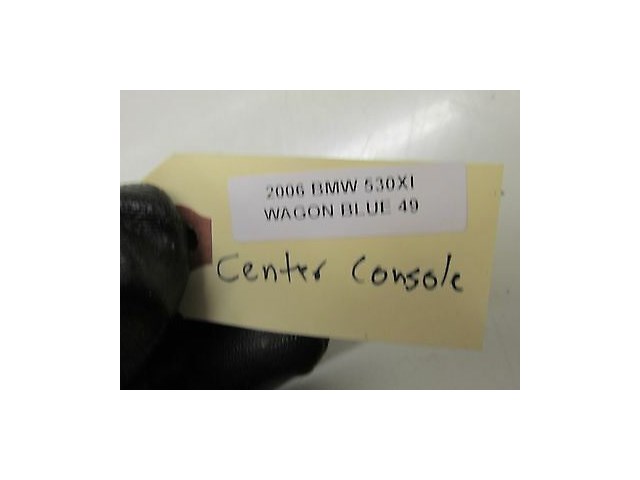 2006 BMW 530XI
WAGON BLUE 49
Center Console